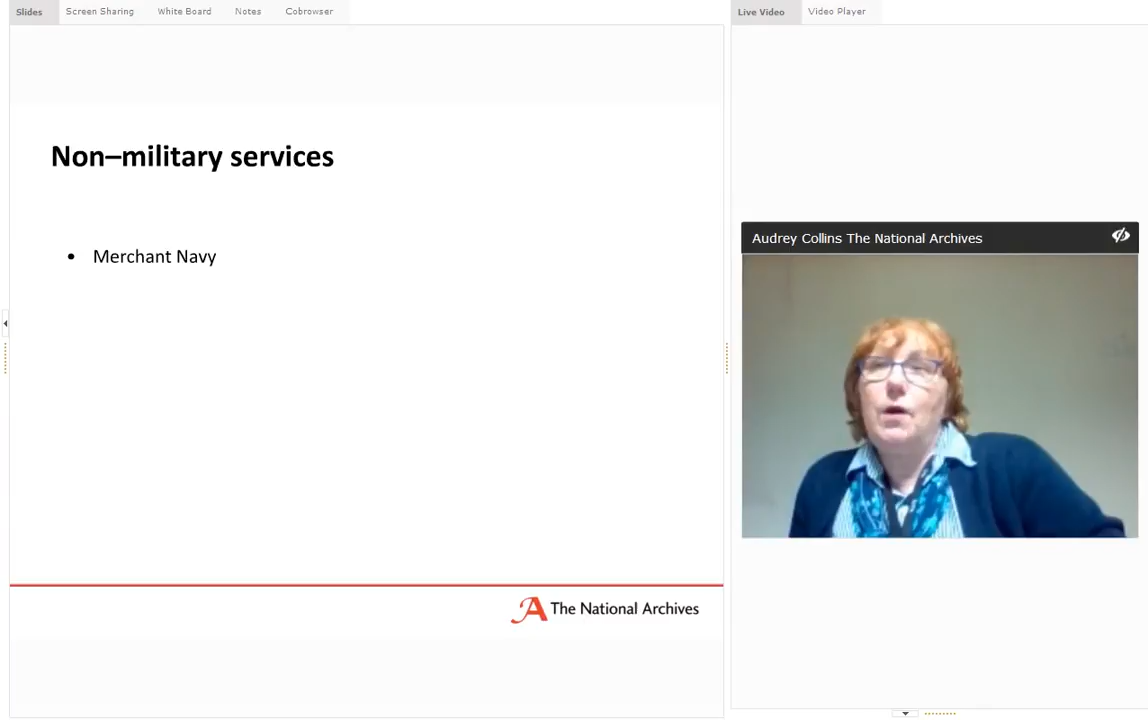 Slides Screen Sharing White Board Notes Cobrowser
Live Video Video Player
Non–military services
• Merchant Navy
Audrey Collins The National Archives
The National Archives